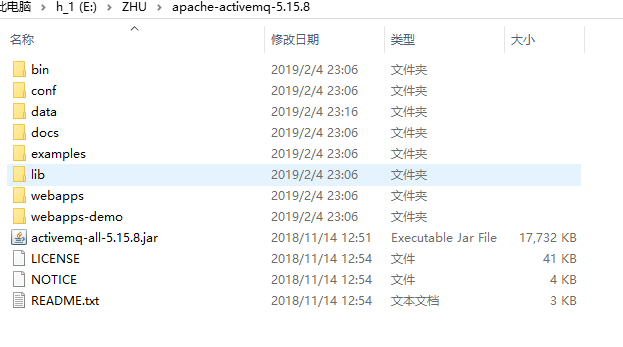 此电脑 > h_1 (E:) > ZHU > apache-activemq-5.15.8
名称 修改日期 类型 大小
bin 2019/2/4 23:06 文件夹
conf 2019/2/4 23:06 文件夹
data 2019/2/4 23:16 文件夹
docs 2019/2/4 23:06 文件夹
examples 2019/2/4 23:06 文件夹
lib 2019/2/4 23:06 文件夹
webapps 2019/2/4 23:06 文件夹
webapps-demo 2019/2/4 23:06 文件夹
activemq-all-5.15.8.jar 2018/11/14 12:51 Executable Jar File 17,732 KB
LICENSE 2018/11/14 12:54 文件 41 KB
NOTICE 2018/11/14 12:54 文件 4 KB
README.txt 2018/11/14 12:54 文本文档 3 KB